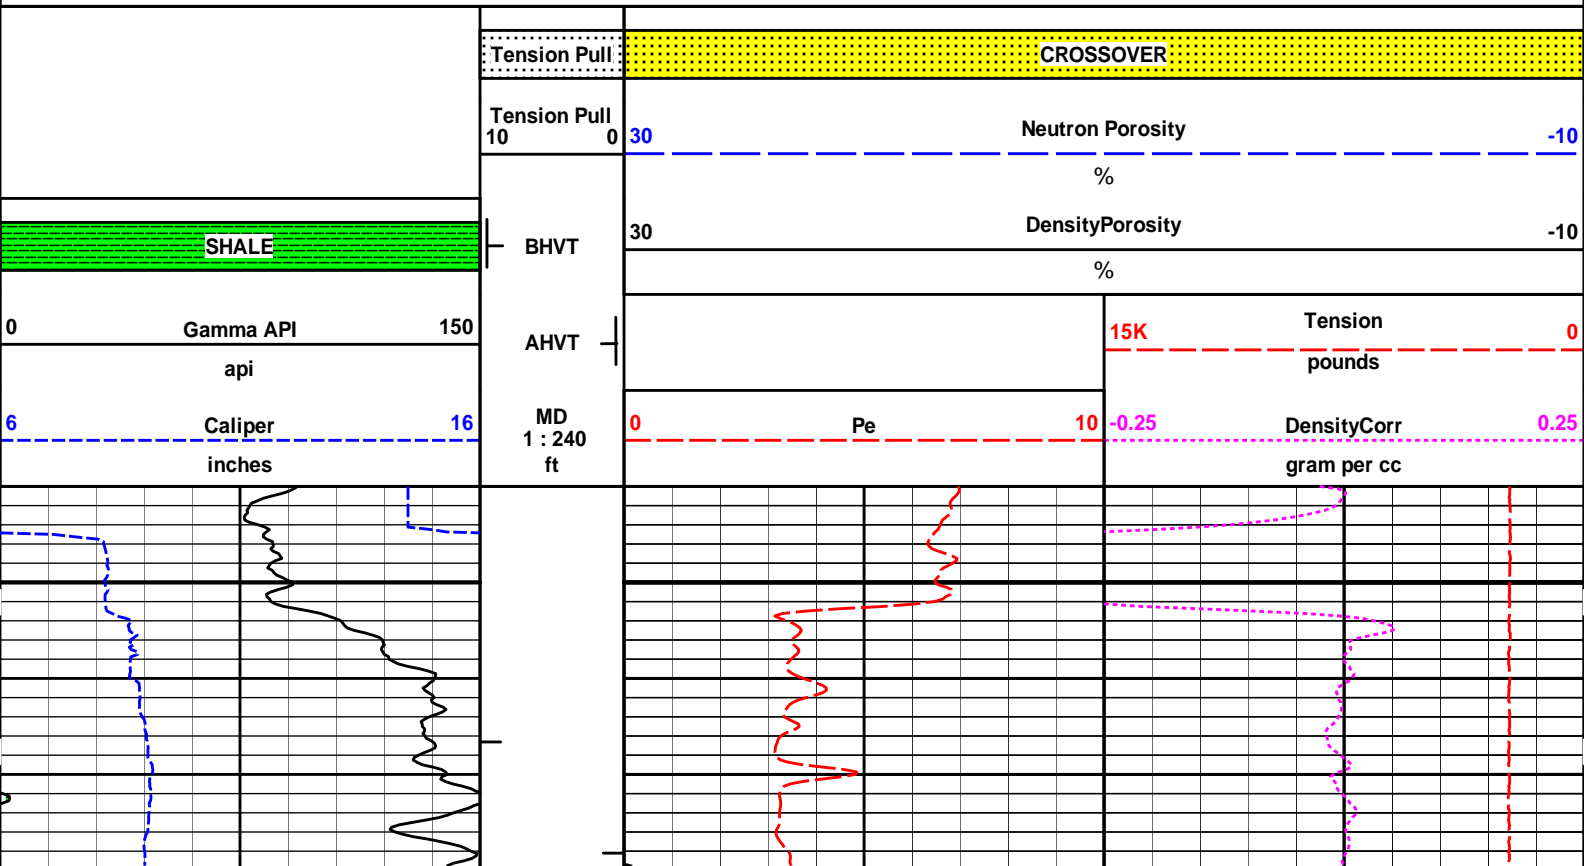 Tension Pull
CROSSOVER
Tension Pull
10 0
30 Neutron Porosity -10
%
SHALE
BHVT
30 DensityPorosity -10
%
0 Gamma API 150
api
AHVT
15K Tension 0
pounds
6 Caliper 16
inches
MD
1 : 240
ft
0 Pe 10
-0.25 DensityCorr 0.25
gram per cc